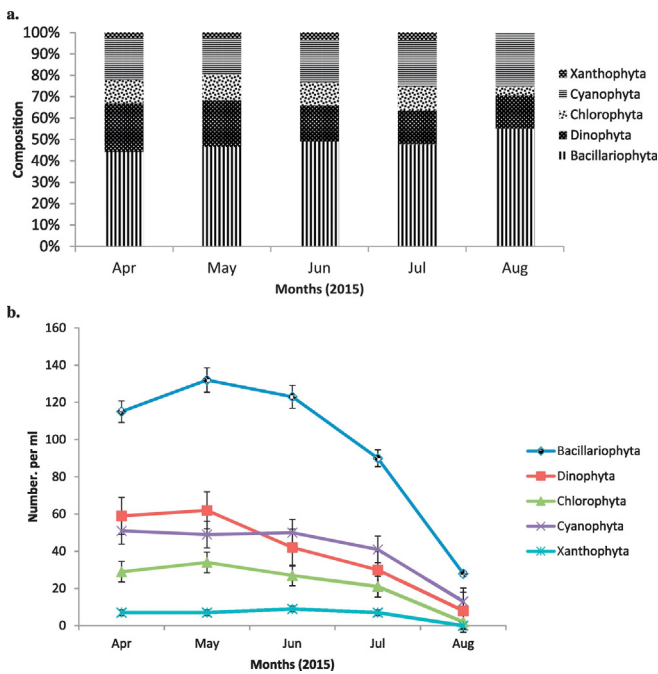 a.
100%
90%
80%
70%
60%
50%
40%
30%
20%
10%
0%
Composition
Apr May Jun Jul Aug
Months (2015)
Xanthophyta
Cyanophyta
Chlorophyta
Dinophyta
Bacillariophyta
b.
160
140
120
100
80
60
40
20
0
Number. per ml
Apr May Jun Jul Aug
Months (2015)
Bacillariophyta
Dinophyta
Chlorophyta
Cyanophyta
Xanthophyta